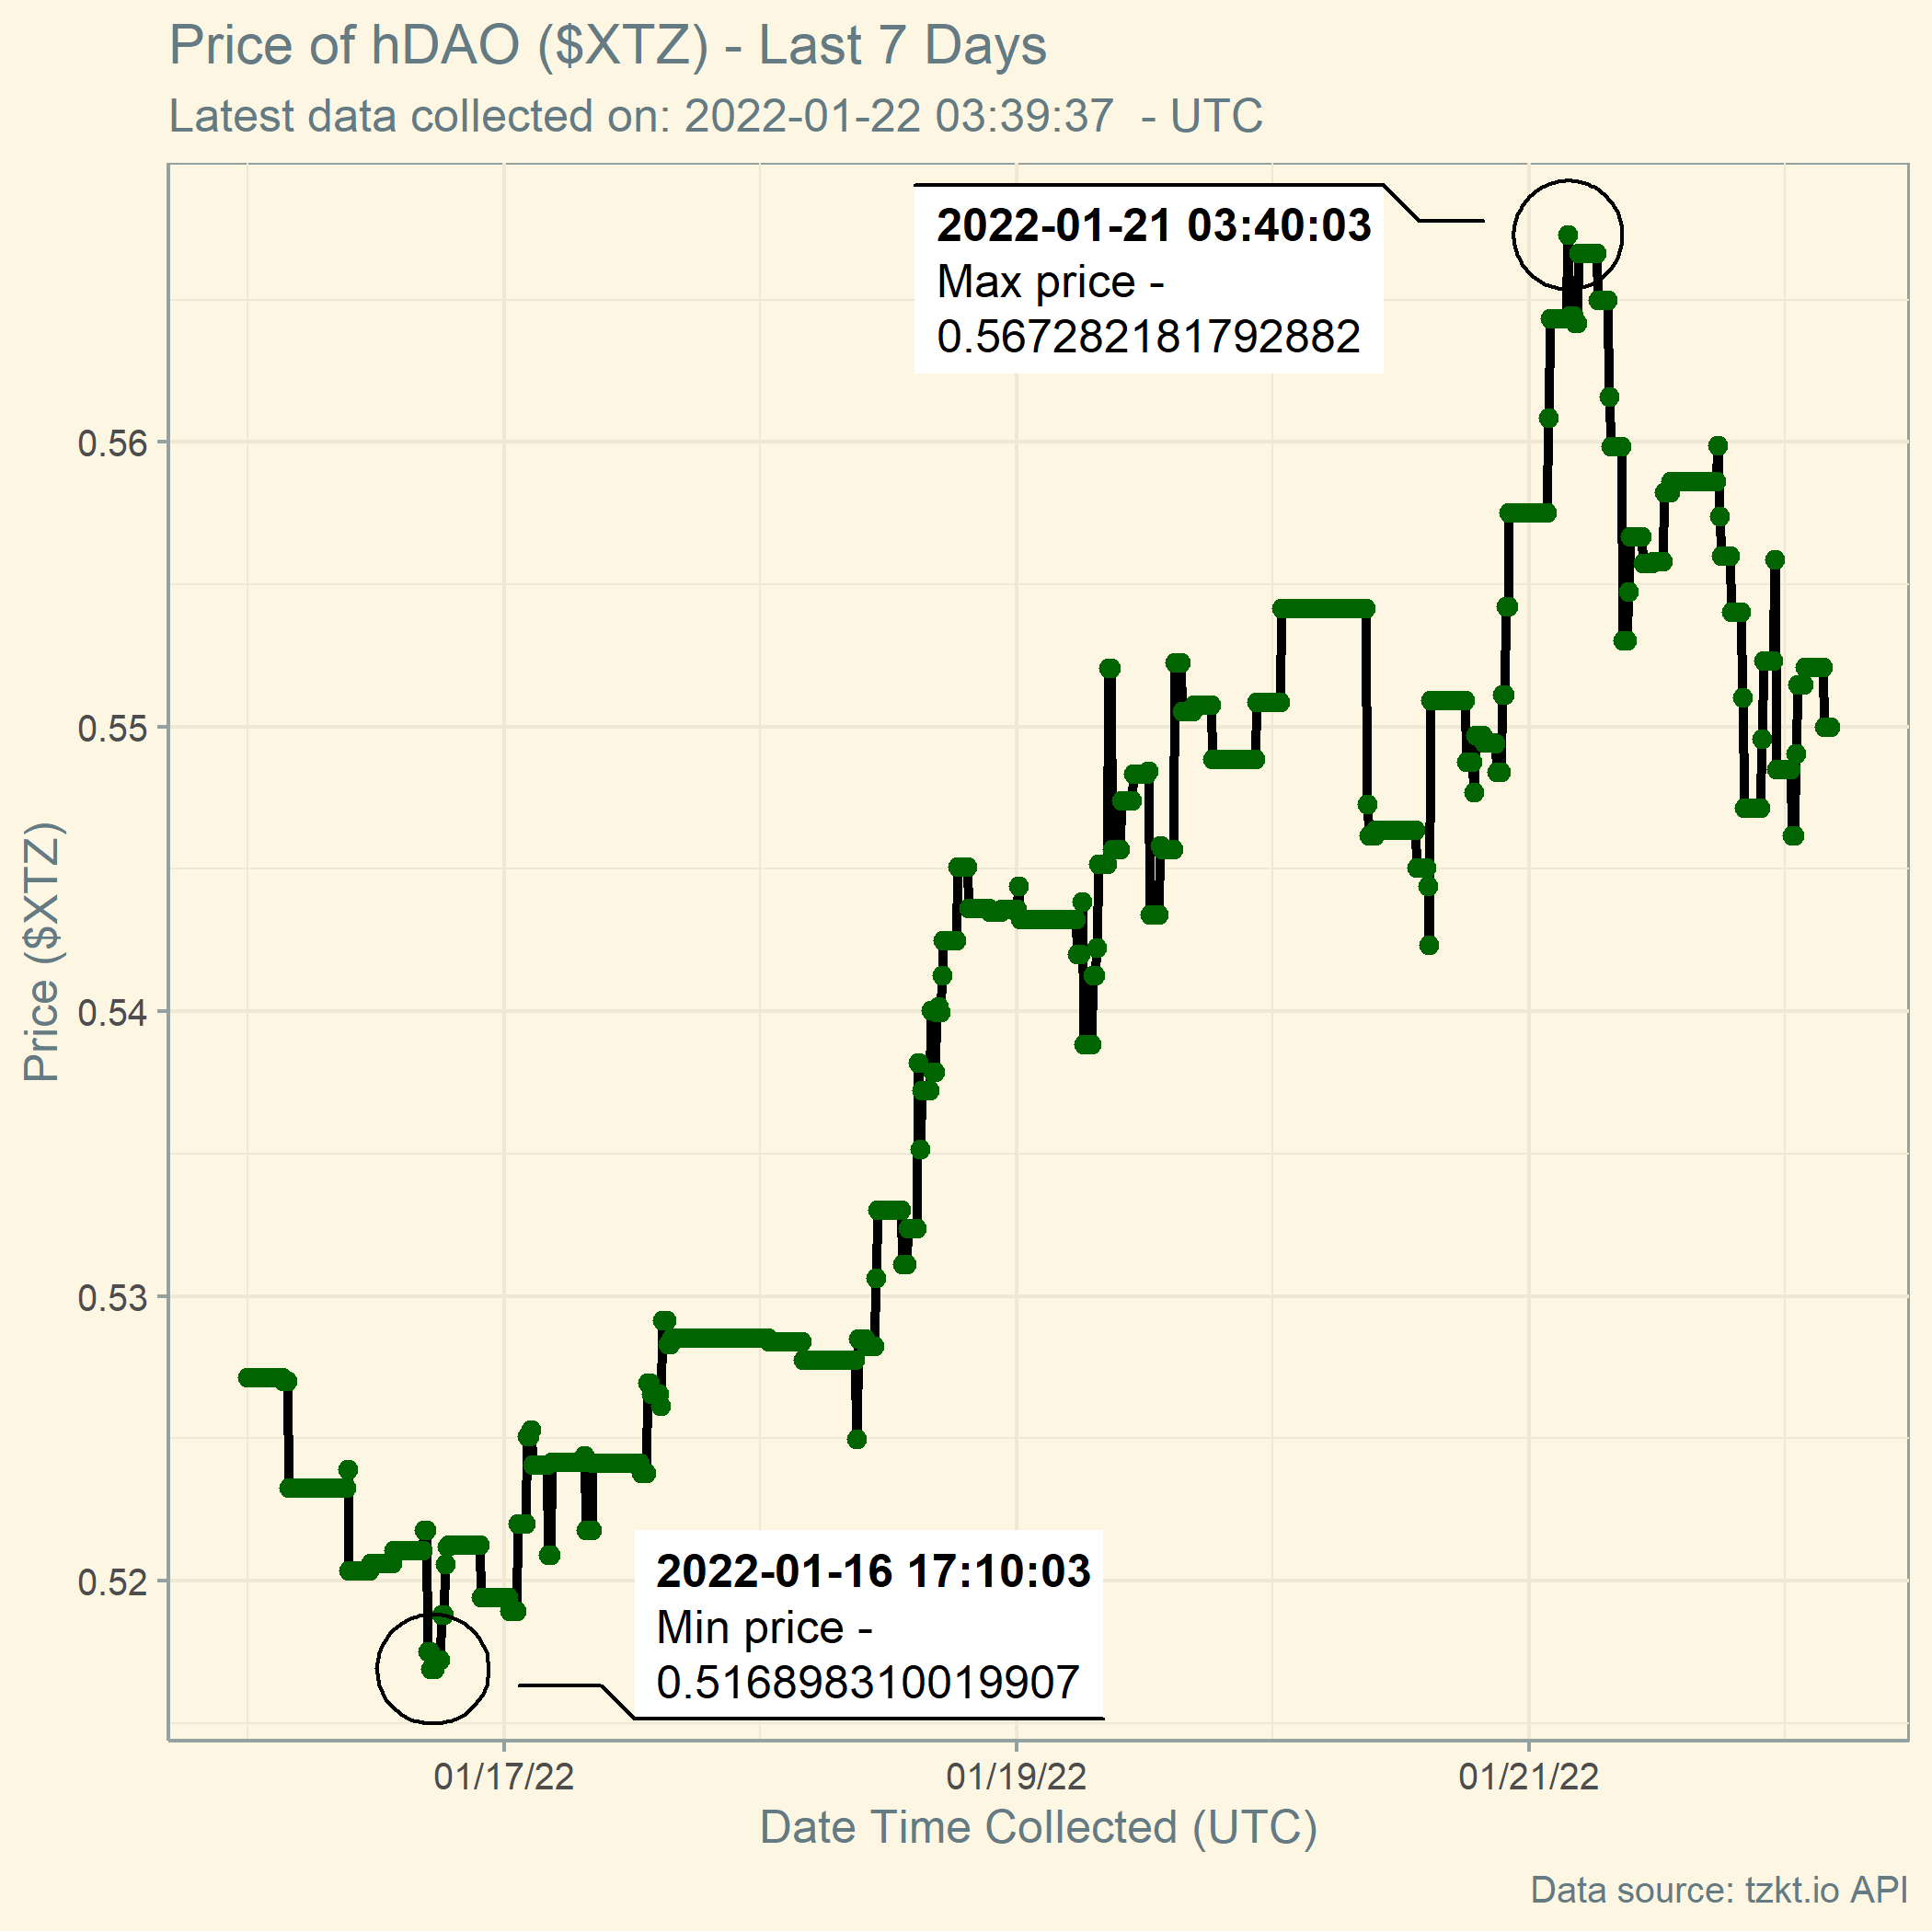 Price of hDAO ($XTZ) - Last 7 Days
Latest data collected on: 2022-01-22 03:39:37  - UTC
2022-01-21 03:40:03
Max price -
0.567282181792882
0.56
0.55
0.54
0.53
0.52
Price ($XTZ)
2022-01-16 17:10:03
Min price -
0.516898310019907
01/17/22
01/19/22
01/21/22
Date Time Collected (UTC)
Data source: tzkt.io API